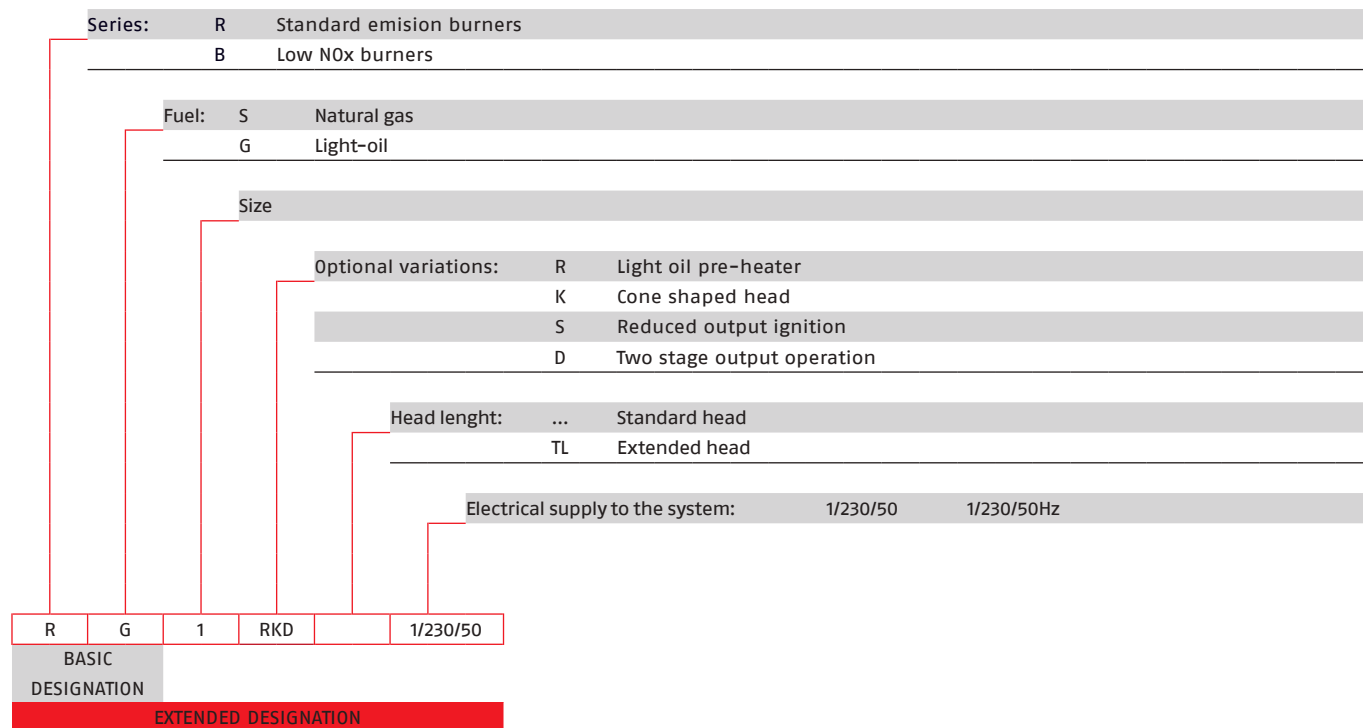 Series: R Standard emision burners
B Low NOx burners
Fuel: S Natural gas
G Light-oil
Size
Optional variations: R Light oil pre-heater
K Cone shaped head
S Reduced output ignition
D Two stage output operation
Head lenght: ... Standard head
TL Extended head
Electrical supply to the system: 1/230/50 1/230/50Hz
R G 1 RKD 1/230/50
BASIC
DESIGNATION
EXTENDED DESIGNATION